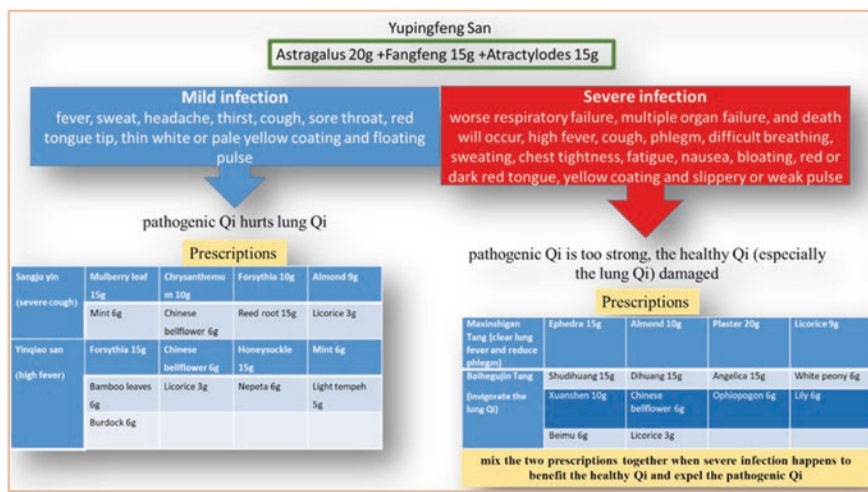 Yupingfeng San
Astragalus 20g +Fangfeng 15g +Atractylodes 15g
Mild infection
fever, sweat, headache, thirst, cough, sore throat, red
tongue tip, thin white or pale yellow coating and floating
pulse
Severe infection
worse respiratory failure, multiple organ failure, and death
will occur, high fever, cough, phlegm, difficult breathing,
sweating, chest tightness, fatigue, nausea, bloating, red or
dark red tongue, yellow coating and slippery or weak pulse
pathogenic Qi hurts lung Qi
Prescriptions
Sangju yin
(severe cough)
Mulberry leaf
15g
Chrysanthemu
m 10g
Forsythia 10g
Almond 9g
Mint 6g
Chinese
bellflower 6g
Reed root 15g
Licorice 3g
Yinqiao san
(high fever)
Forsythia 15g
Chinese
bellflower 6g
Honeysuckle
15g
Mint 6g
Bamboo leaves
6g
Licorice 3g
Nepeta 6g
Light tempeh
5g
Burdock 6g
pathogenic Qi is too strong, the healthy Qi (especially
the lung Qi) damaged
Prescriptions
Maxinshigan
Tang (clear lung
fever and reduce
phlegm)
Ephedra 15g
Almond 10g
Plaster 20g
Licorice 9g
Baihegujin Tang
(invigorate the
lung Qi)
Shudihuang 15g
Dihuang 15g
Angelica 15g
White peony 6g
Xuanshen 10g
Chinese
bellflower 6g
Ophiopogon 6g
Lily 6g
Beimu 6g
Licorice 3g
mix the two prescriptions together when severe infection happens to
benefit the healthy Qi and expel the pathogenic Qi